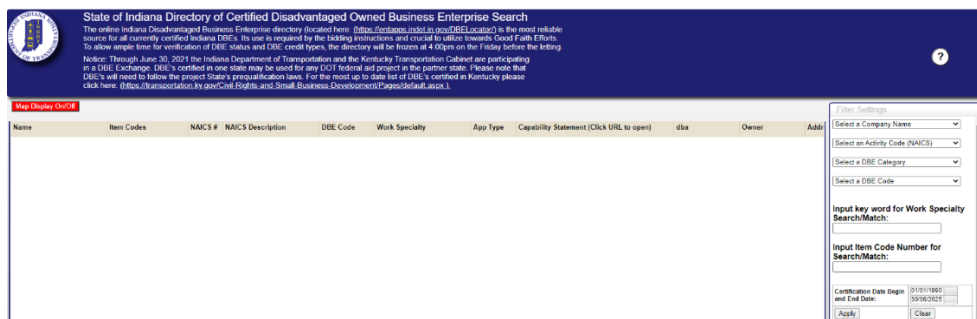 State of Indiana Directory of Certified Disadvantaged Owned Business Enterprise Search
The online Indiana Disadvantaged Business Enterprise directory (located here: (https://entapps.indot.in.gov/DBELocator/) is the most reliable
source for all currently certified Indiana DBEs. Its use is required by the bidding instructions and crucial to utilize towards Good Faith Efforts.
To allow ample time for verification of DBE status and DBE credit types, the directory will be frozen at 4:00pm on the Friday before the letting.
Notice: Through June 30, 2021 the Indiana Department of Transportation and the Kentucky Transportation Cabinet are participating
in a DBE Exchange. DBE's certified in one state may be used for any DOT federal aid project in the partner state. Please note that
DBE's will need to follow the project State's prequalification laws. For the most up to date list of DBE's certified in Kentucky please
click here: (https://transportation.ky.gov/Civil-Rights-and-Small-Business-Development/Pages/default.aspx ).
?
Map Display On/Off
Name Item Codes NAICS # NAICS Description DBE Code Work Specialty App Type Capability Statement (Click URL to open) dba Owner Addr
Filter Settings
Select a Company Name
Select an Activity Code (NAICS)
Select a DBE Category
Select a DBE Code
Input key word for Work Specialty
Search/Match:
Input Item Code Number for
Search/Match:
Certification Date Begin
and End Date:
01/01/1990
30/06/2025
Apply Clear